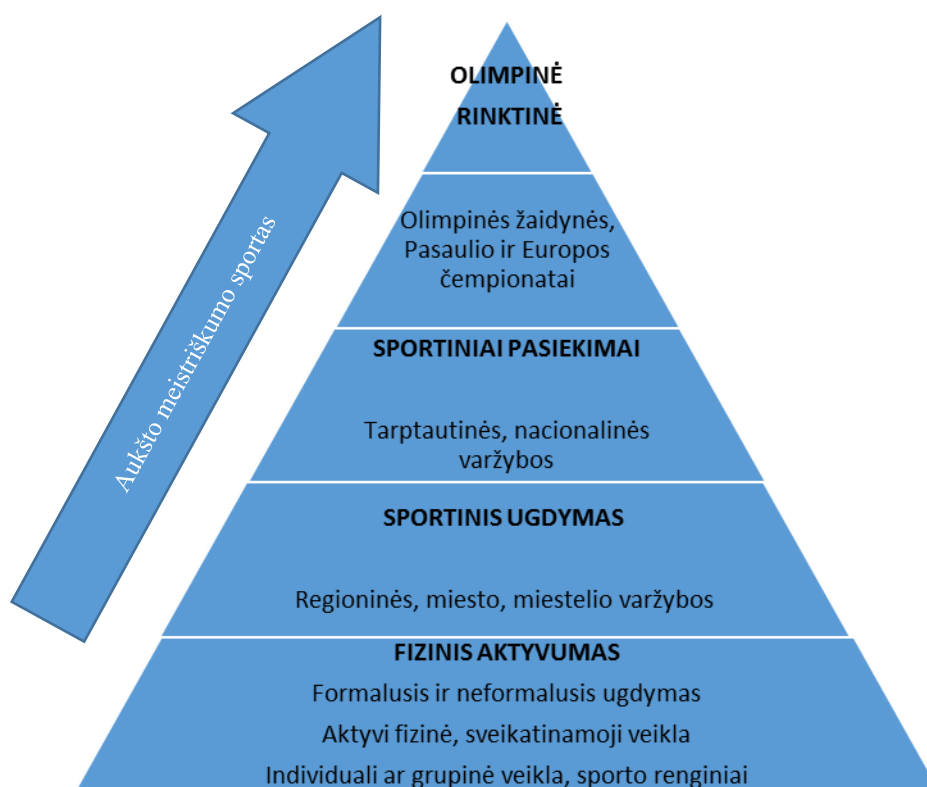 OLIMPINĖ
RINKTINĖ
Olimpinės žaidynės,
Pasaulio ir Europos
čempionatai
SPORTINIAI PASIEKIMAI
Tarptautinės, nacionalinės
varžybos
SPORTINIS UGDYMAS
Regioninės, miesto, miestelio varžybos
FIZINIS AKTYVUMAS
Formalusis ir neformalusis ugdymas
Aktyvi fizinė, sveikatinamoji veikla
Individuali ar grupinė veikla, sporto renginiai
Aukšto meistriškumo sportas